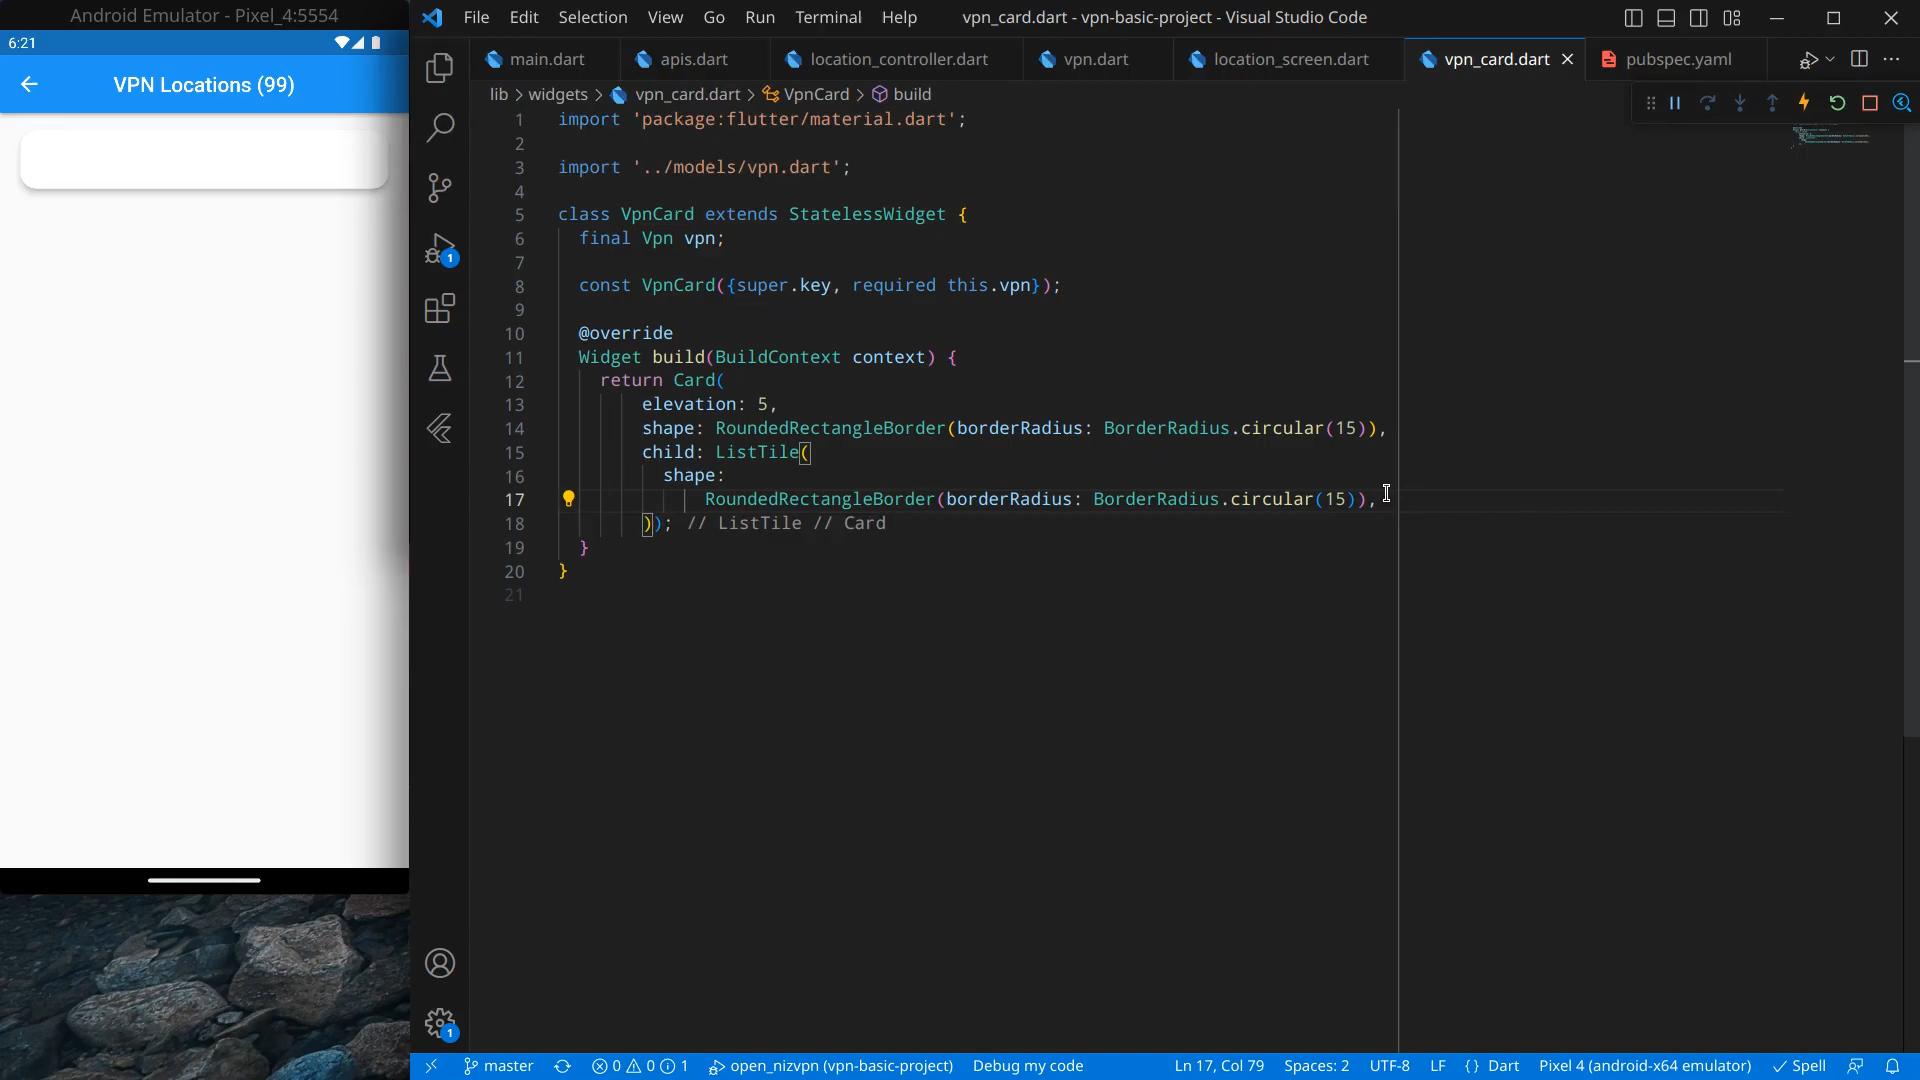 Android Emulator - Pixel_4:5554
6:21
VPN Locations (99)
File Edit Selection View Go Run Terminal Help
vpn_card.dart - vpn-basic-project - Visual Studio Code
main.dart apis.dart location_controller.dart vpn.dart location_screen.dart vpn_card.dart pubspec.yaml
lib > widgets > vpn_card.dart > VpnCard > build
1 import 'package:flutter/material.dart';
2
3 import '../models/vpn.dart';
4
5 class VpnCard extends StatelessWidget {
6 final Vpn vpn;
7
8 const VpnCard({super.key, required this.vpn});
9
10 @override
11 Widget build(BuildContext context) {
12 return Card(
13 elevation: 5,
14 shape: RoundedRectangleBorder(borderRadius: BorderRadius.circular(15)),
15 child: ListTile(
16 shape:
17 RoundedRectangleBorder(borderRadius: BorderRadius.circular(15)),
18 )); // ListTile // Card
19 }
20 }
21
1
1
master 0 0 1 open_nizvpn (vpn-basic-project) Debug my code Ln 17, Col 79 Spaces: 2 UTF-8 LF {} Dart Pixel 4 (android-x64 emulator) Spell